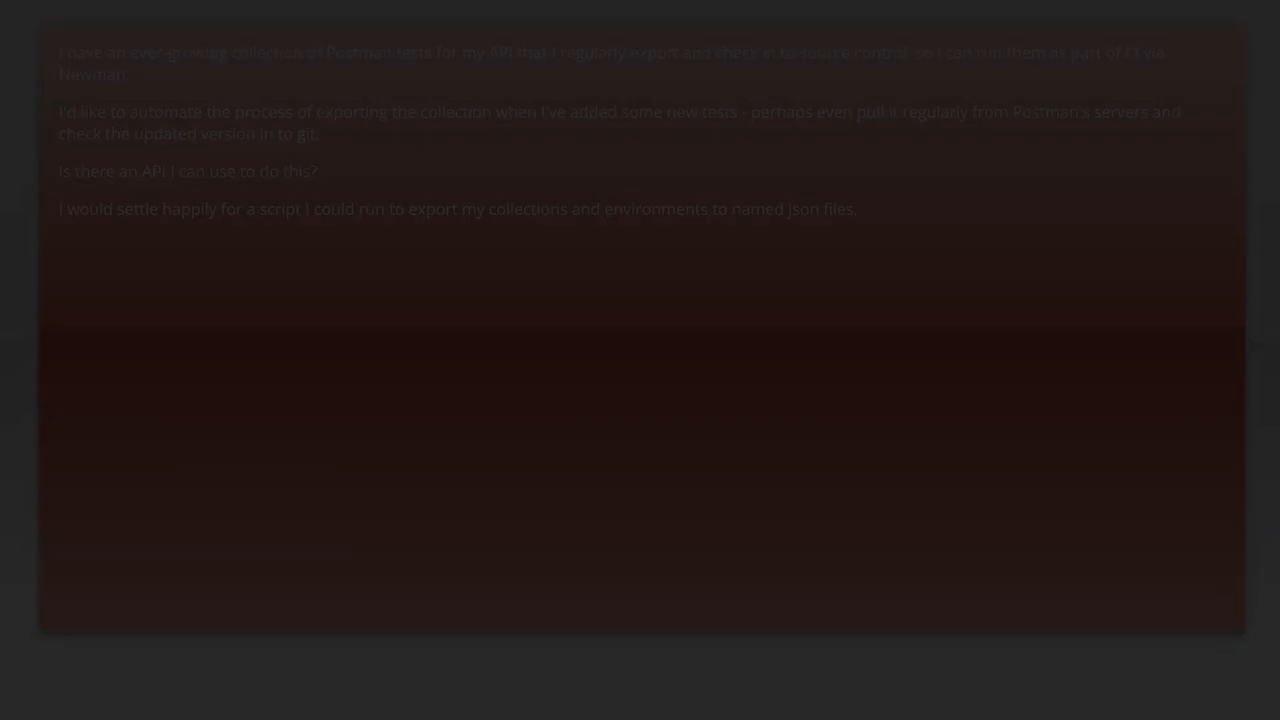 I have an ever-growing collection of Postman tests for my API that I regularly export and check in to source control, so I can run them as part of CI via
Newman.
I'd like to automate the process of exporting the collection when I've added some new tests - perhaps even pull it regularly from Postman's servers and
check the updated version in to git.
Is there an API I can use to do this?
I would settle happily for a script I could run to export my collections and environments to named json files.